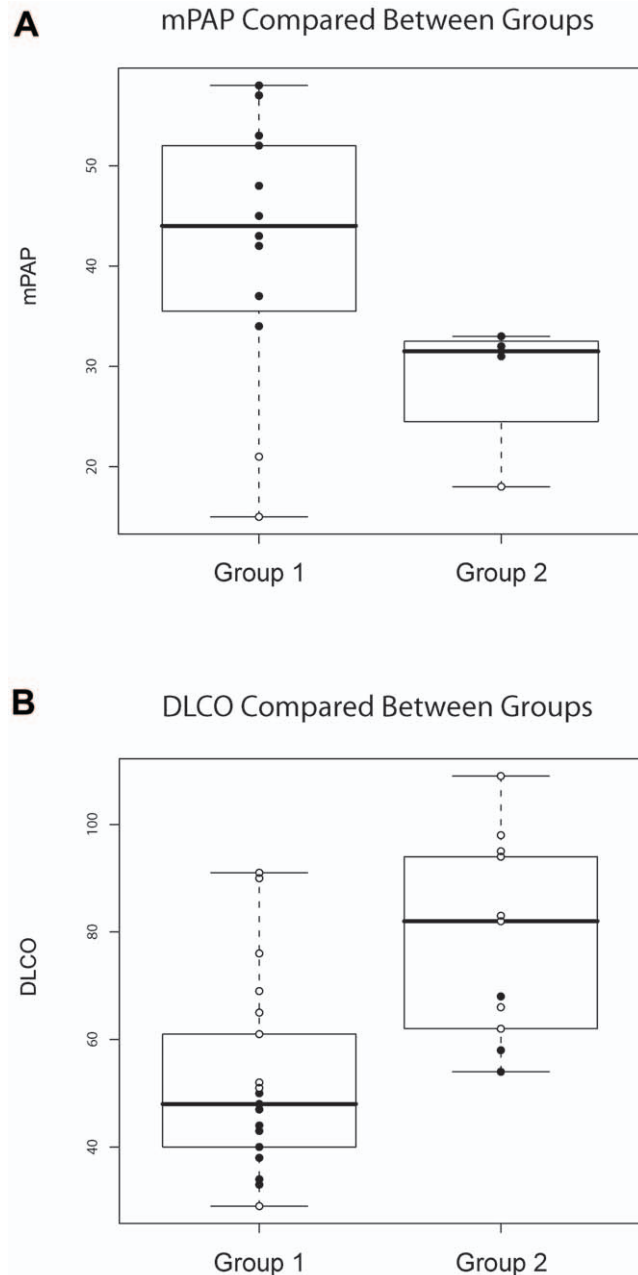 A
mPAP Compared Between Groups
mPAP
50
40
30
20
Group 1
Group 2
B
DLCO Compared Between Groups
DLCO
100
80
60
40
Group 1
Group 2